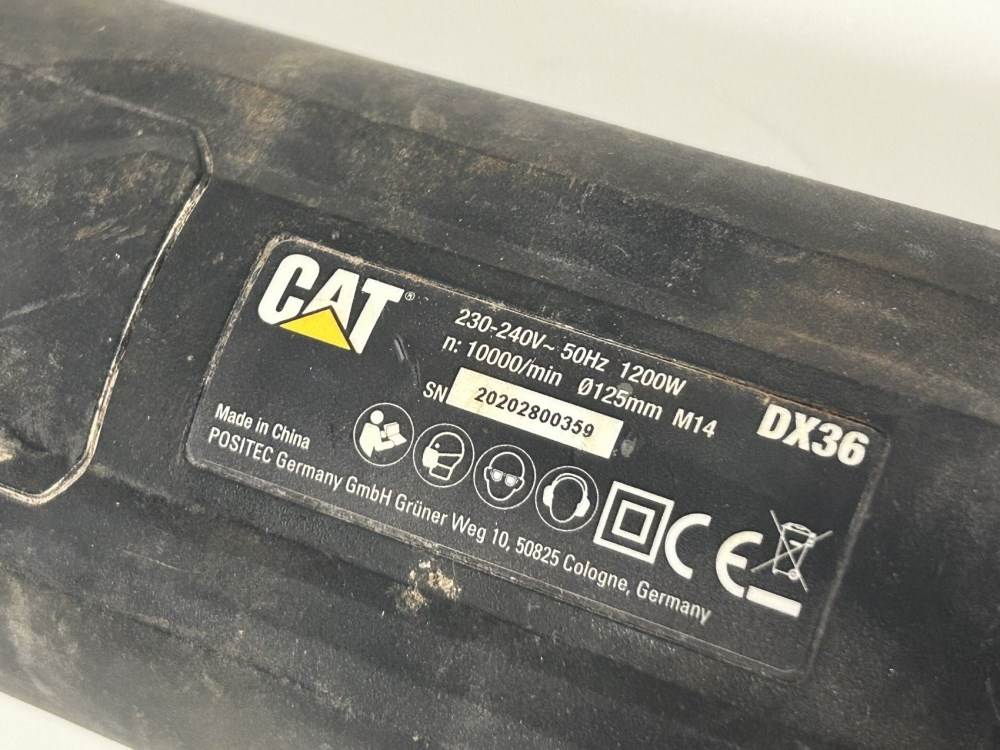 CAT®
230-240V~ 50Hz 1200W
n: 10000/min Ø125mm M14
SN 20202800359
DX36
Made in China
POSITEC Germany GmbH Grüner Weg 10, 50825 Cologne, Germany
CE